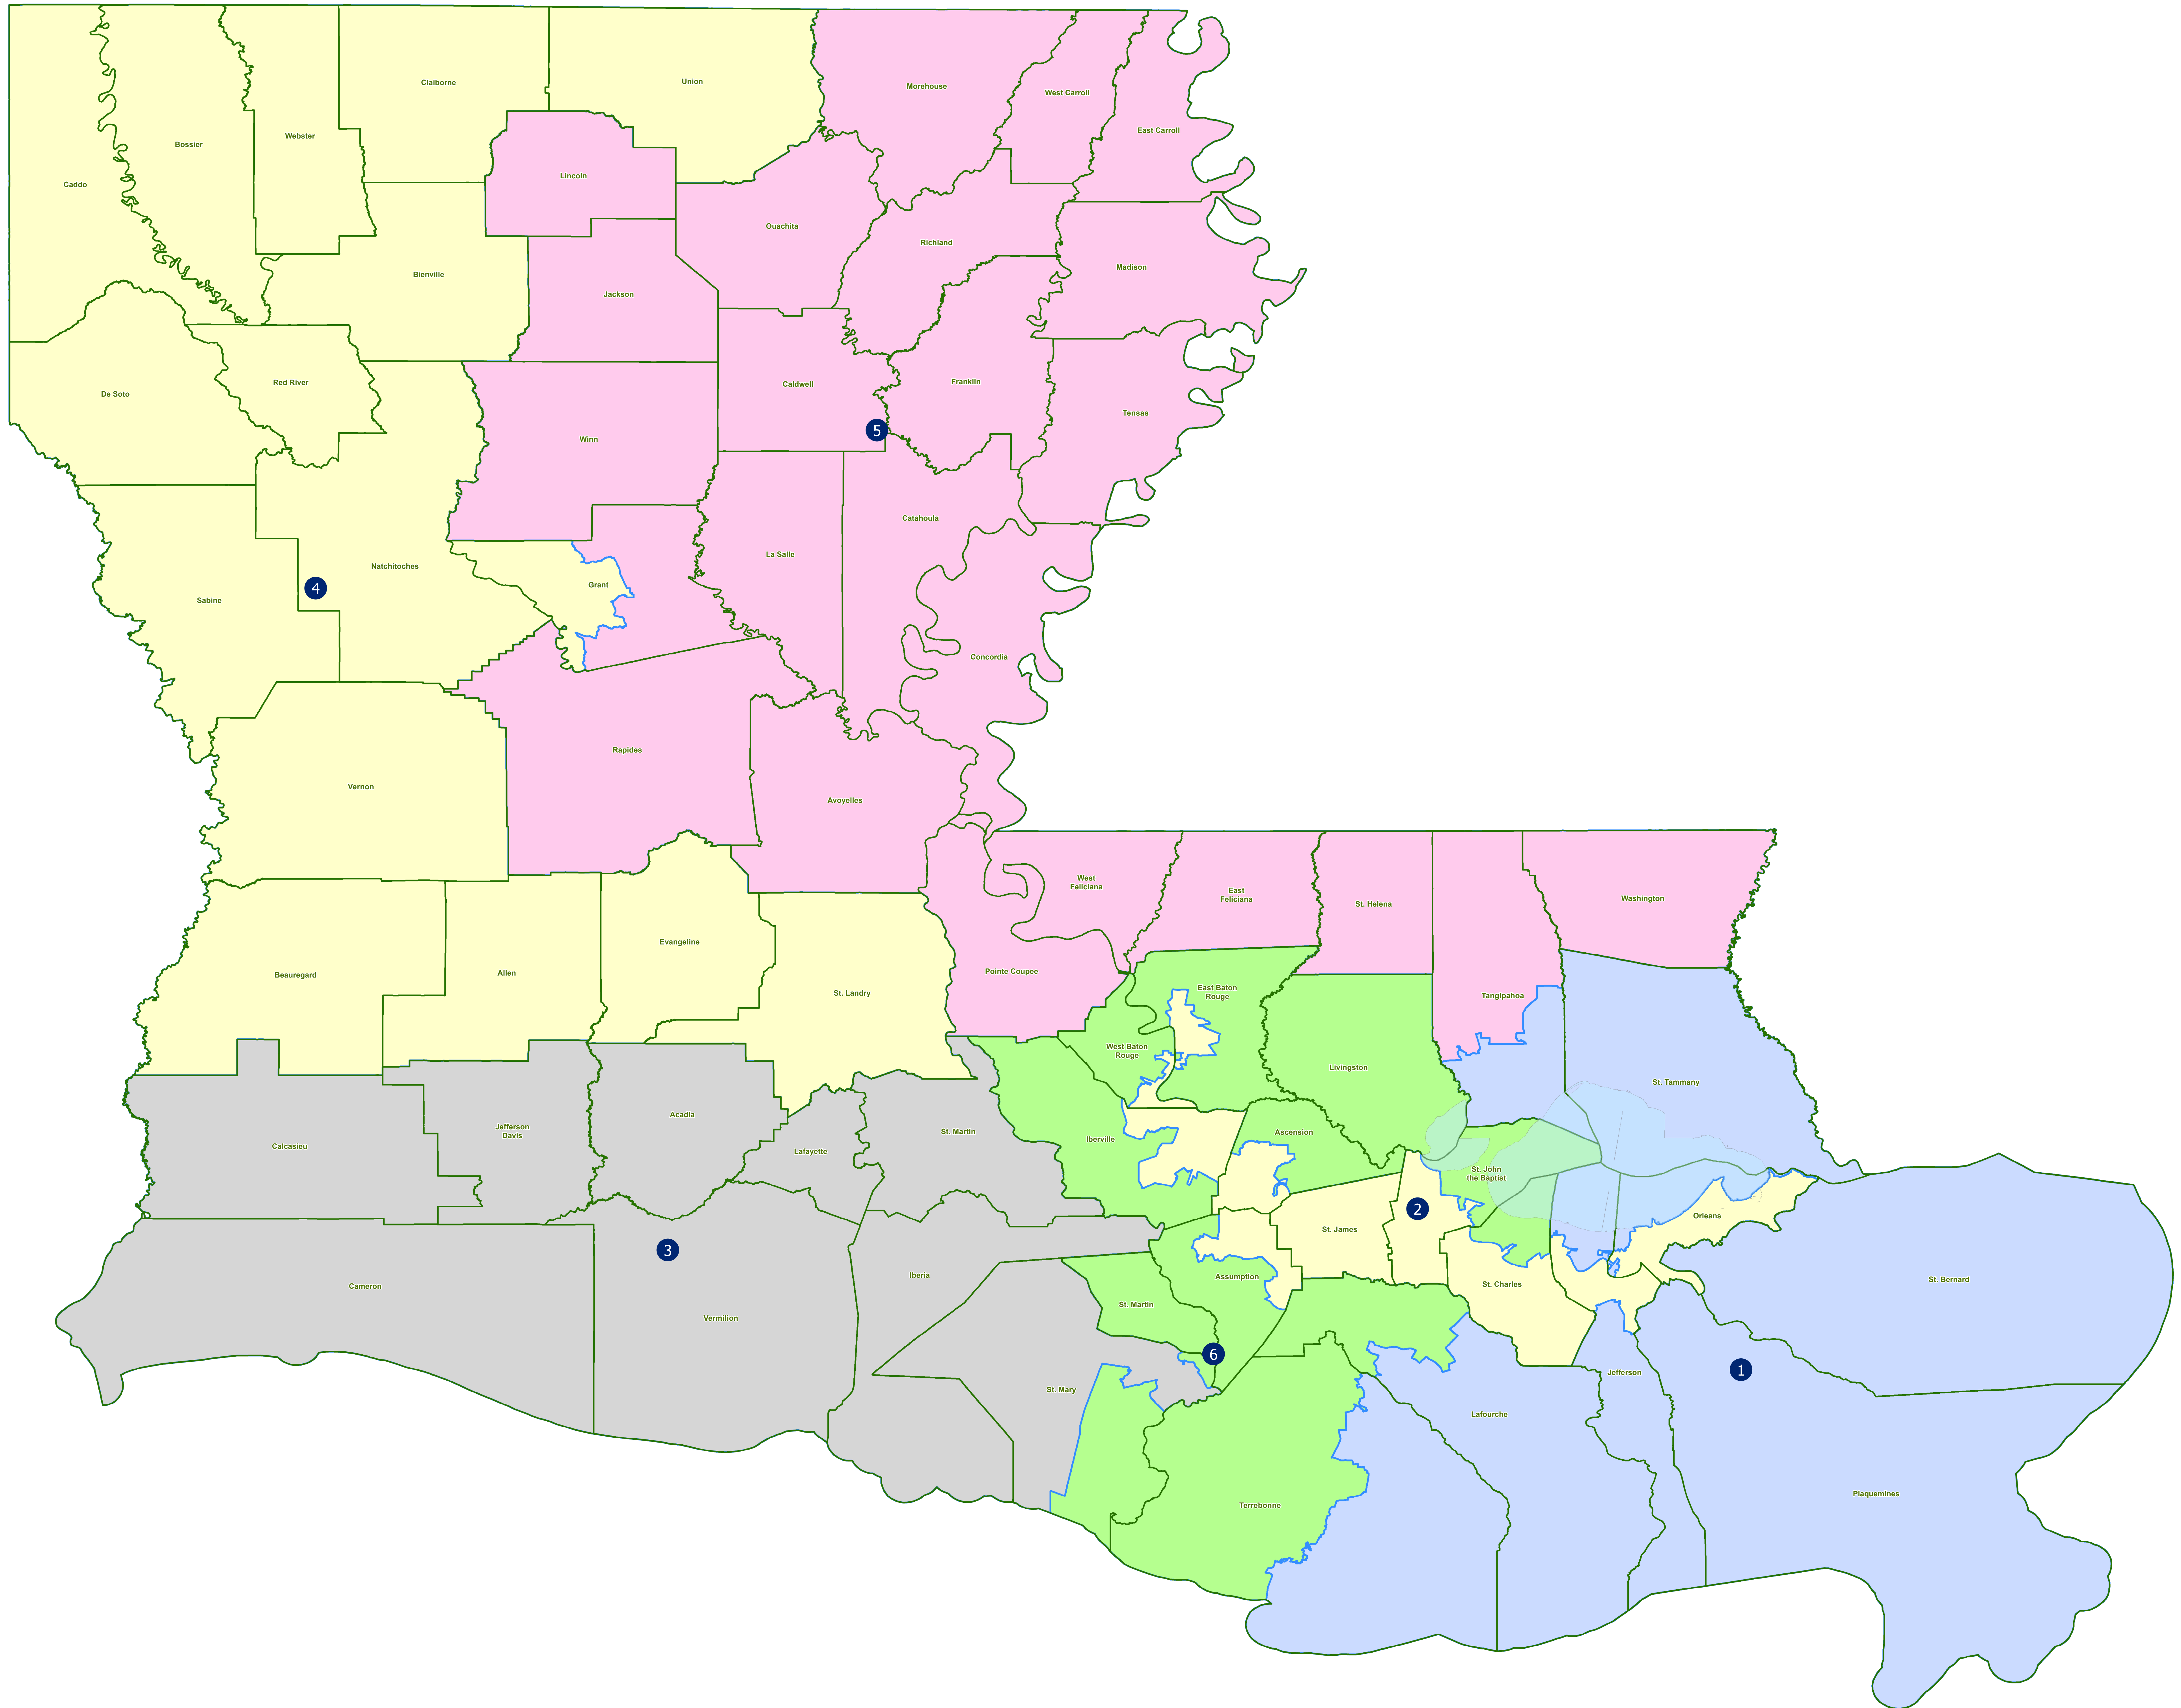 Claiborne
Union
Morehouse
West Carroll
East Carroll
Webster
Bossier
Caddo
Lincoln
Ouachita
Richland
Madison
Bienville
Jackson
Red River
De Soto
Caldwell
Franklin
Tensas
Winn
5
Catahoula
La Salle
Natchitoches
Grant
4
Sabine
Concordia
Rapides
Vernon
Avoyelles
West
Feliciana
East
Feliciana
St. Helena
Washington
Evangeline
Beauregard
Allen
St. Landry
Pointe Coupee
East Baton
Rouge
Tangipahoa
West Baton
Rouge
Livingston
St. Tammany
Acadia
Jefferson
Davis
Calcasieu
Lafayette
St. Martin
Iberville
Ascension
St. John
the Baptist
2
Orleans
St. James
3
Cameron
Iberia
Assumption
St. Charles
St. Bernard
Vermilion
St. Martin
6
1
Jefferson
St. Mary
Lafourche
Plaquemines
Terrebonne